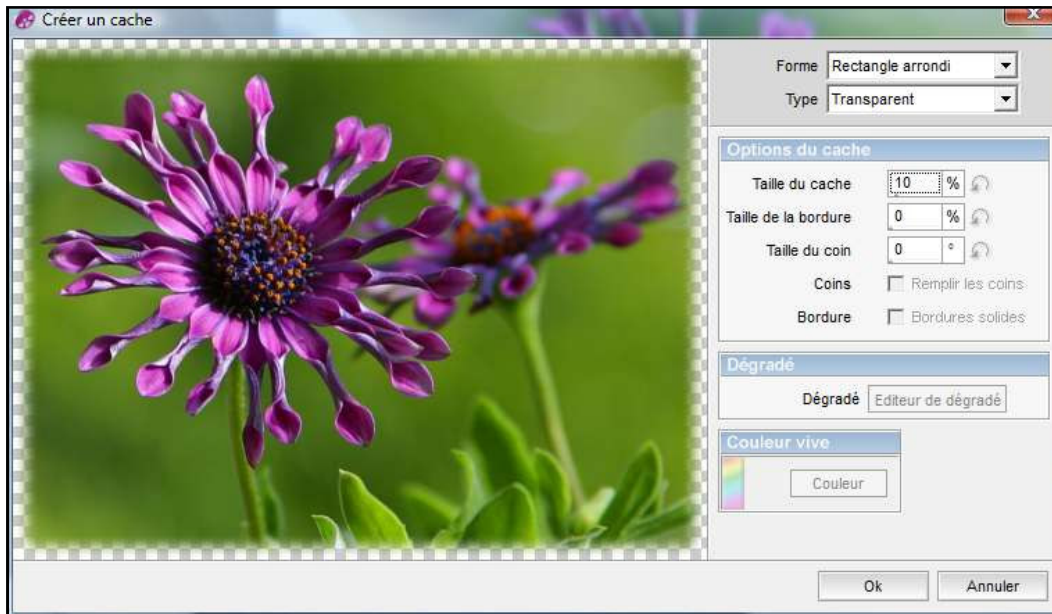 Créer un cache
Forme Rectangle arrondi
Type Transparent
Options du cache
Taille du cache 10 %
Taille de la bordure 0 %
Taille du coin 0 °
Coins Remplir les coins
Bordure Bordures solides
Dégradé
Dégradé Editeur de dégradé
Couleur vive
Couleur
Ok Annuler